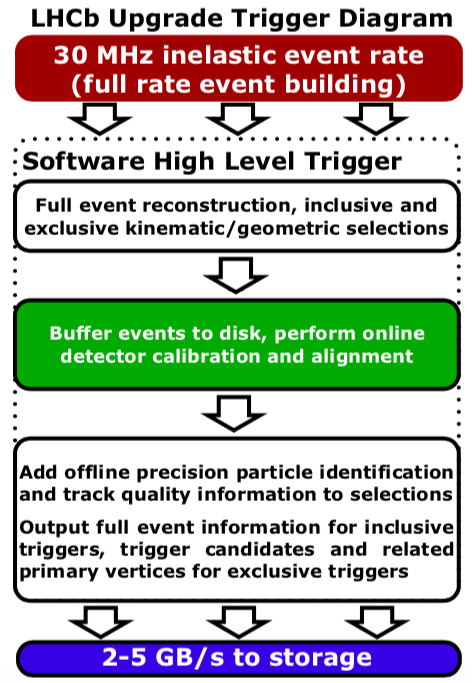 LHCb Upgrade Trigger Diagram
30 MHz inelastic event rate
(full rate event building)
Software High Level Trigger
Full event reconstruction, inclusive and
exclusive kinematic/geometric selections
Buffer events to disk, perform online
detector calibration and alignment
Add offline precision particle identification
and track quality information to selections
Output full event information for inclusive
triggers, trigger candidates and related
primary vertices for exclusive triggers
2-5 GB/s to storage